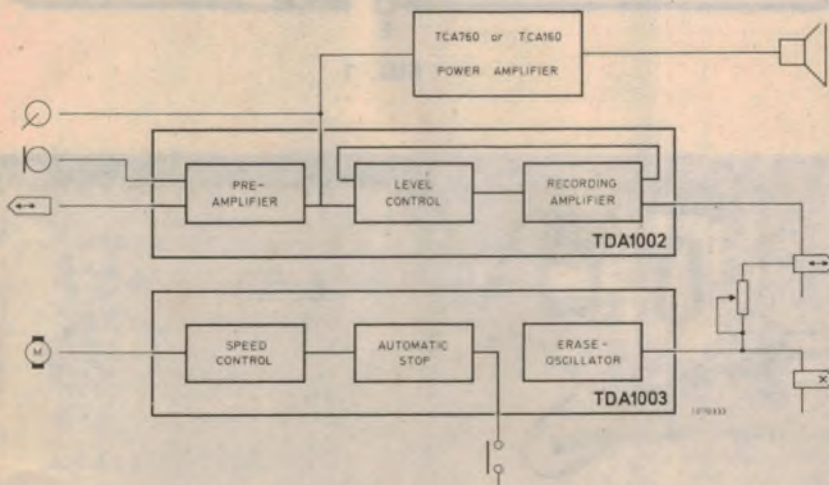 TCA760 or TCA160
POWER AMPLIFIER
PRE-
AMPLIFIER
LEVEL
CONTROL
RECORDING
AMPLIFIER
TDA1002
M
SPEED
CONTROL
AUTOMATIC
STOP
ERASE-
OSCILLATOR
TDA1003